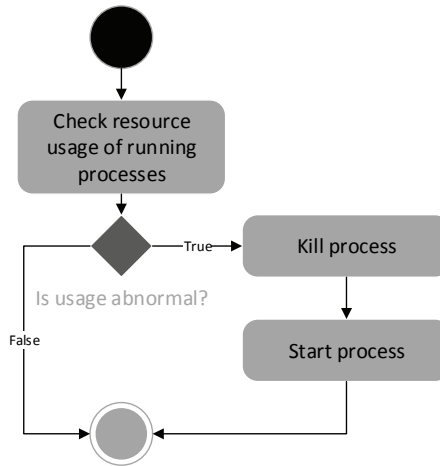 Check resource
usage of running
processes
True
Kill process
Is usage abnormal?
False
Start process